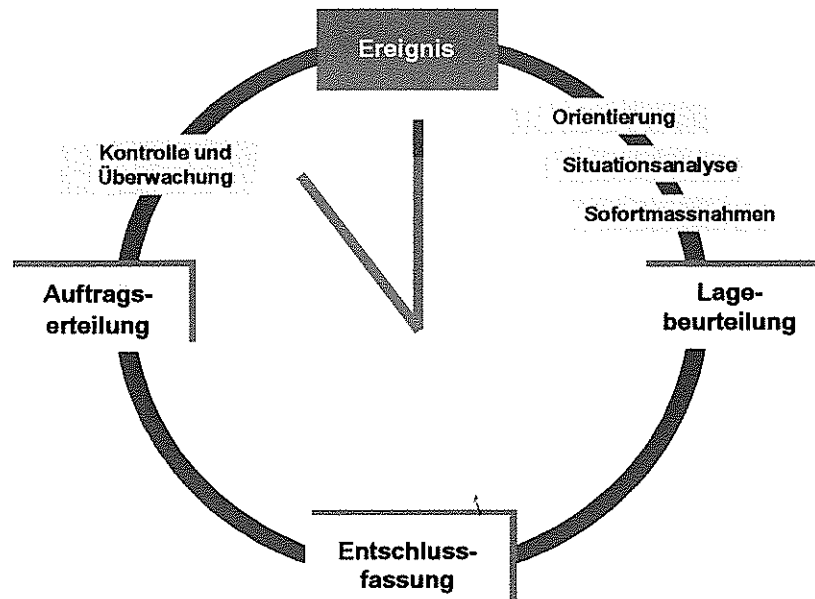 Ereignis
Orientierung
Situationsanalyse
Sofortmassnahmen
Lage-
beurteilung
Entschluss-
fassung
Auftrags-
erteilung
Kontrolle und
Überwachung